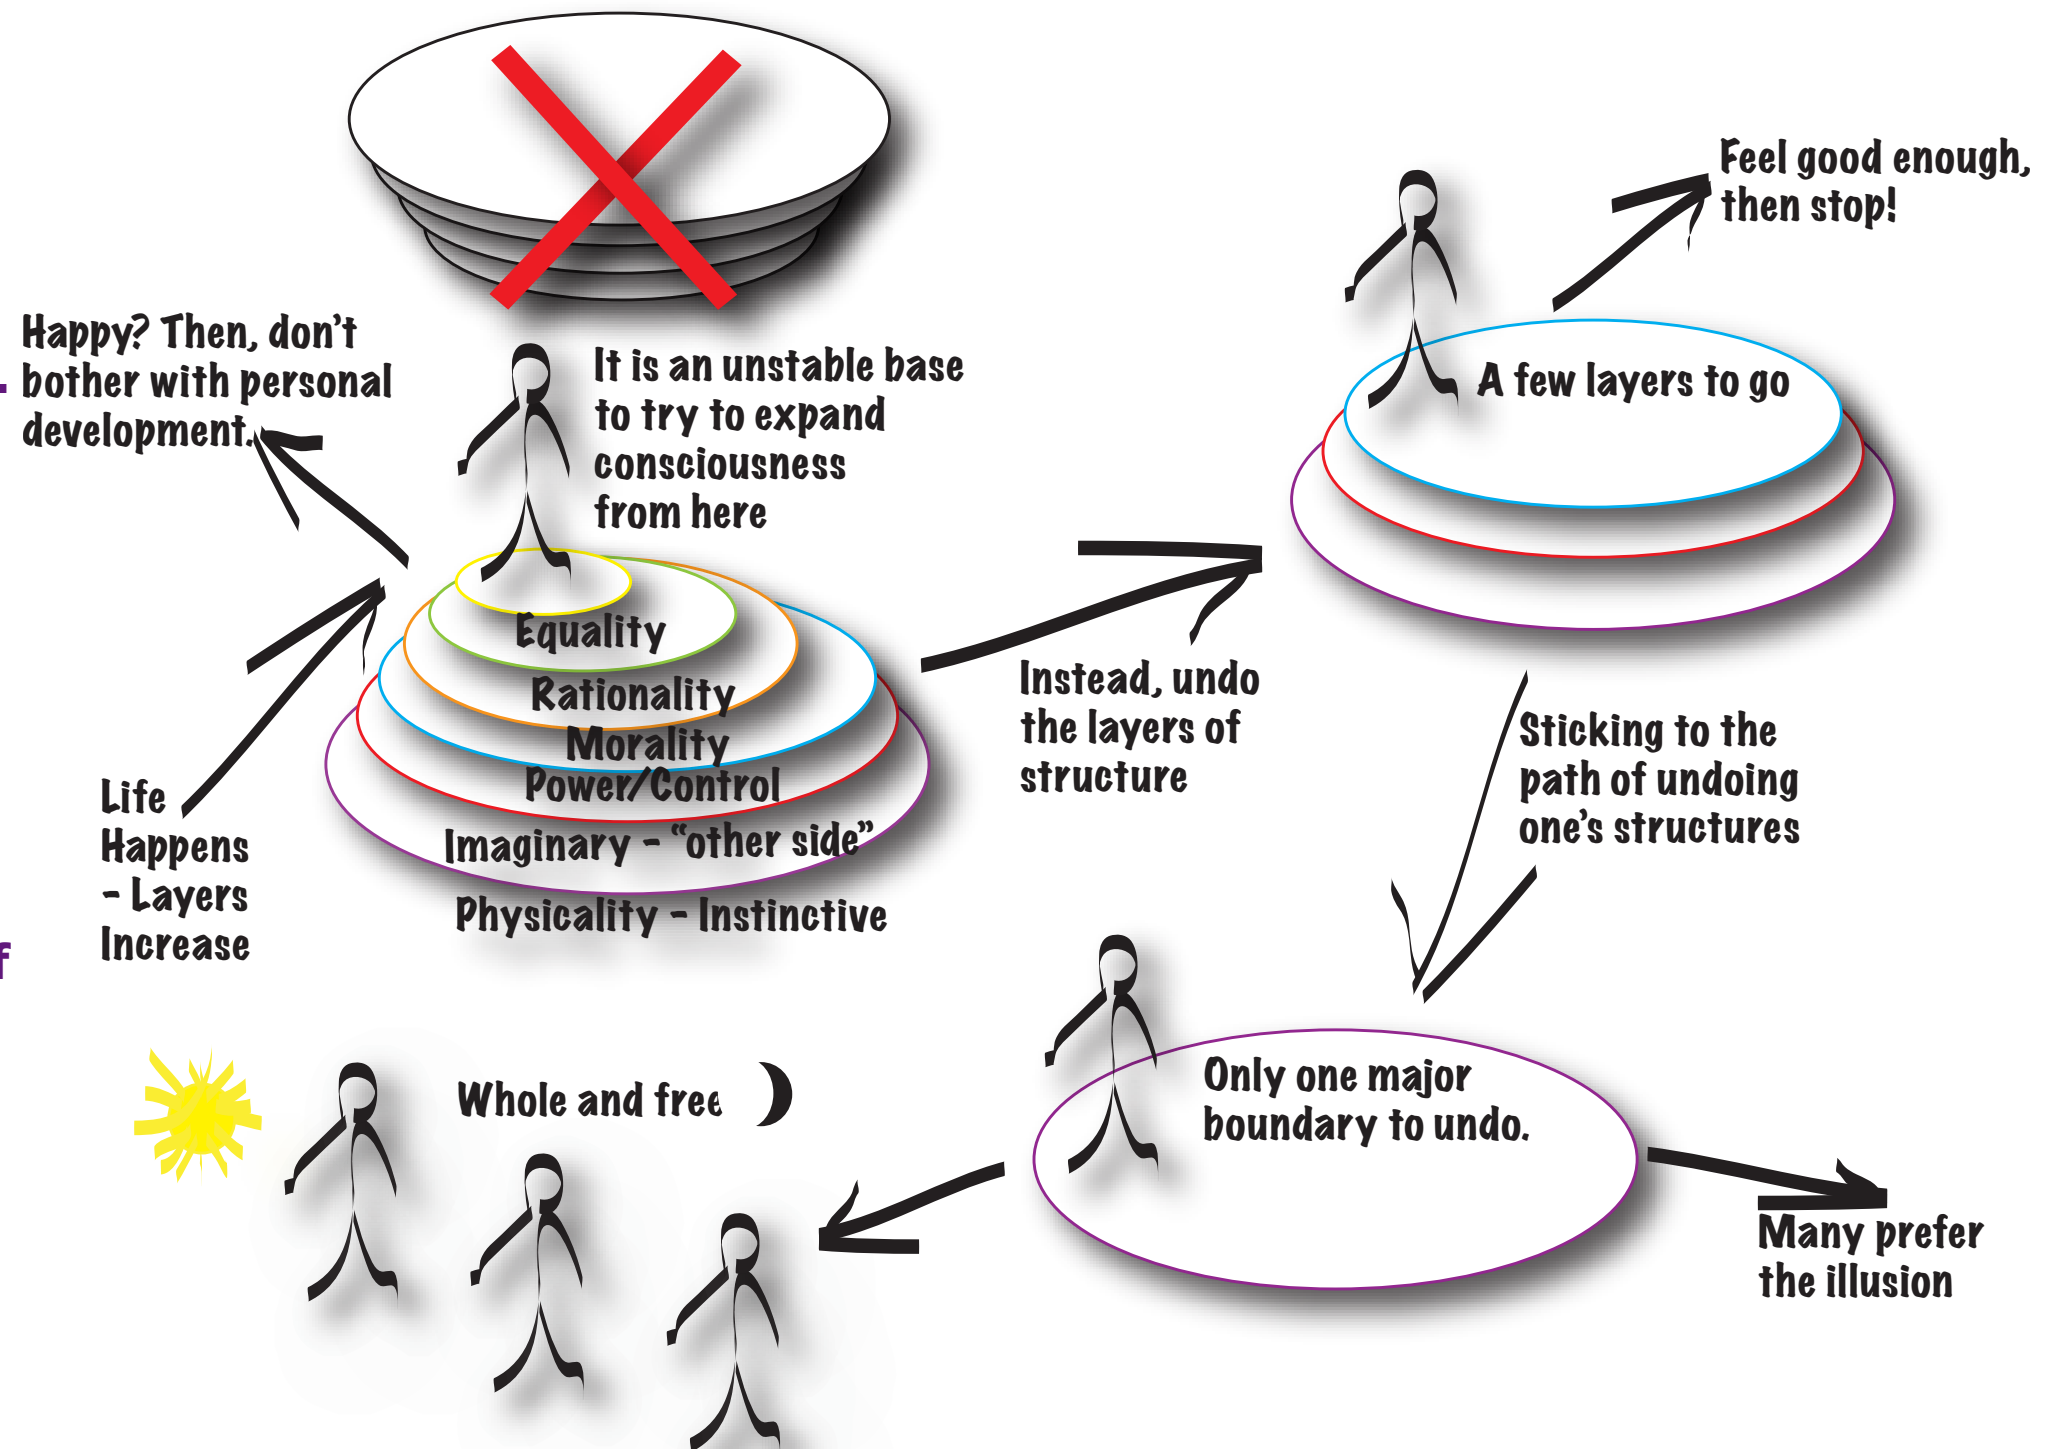 Happy? Then, don't
bother with personal
development.
It is an unstable base
to try to expand
consciousness
from here
Feel good enough,
then stop!
A few layers to go
Equality
Rationality
Morality
Power/Control
Imaginary - “other side”
Physicality - Instinctive
Life
Happens
- Layers
Increase
Instead, undo
the layers of
structure
Sticking to the
path of undoing
one's structures
f
Whole and free
Only one major
boundary to undo.
Many prefer
the illusion